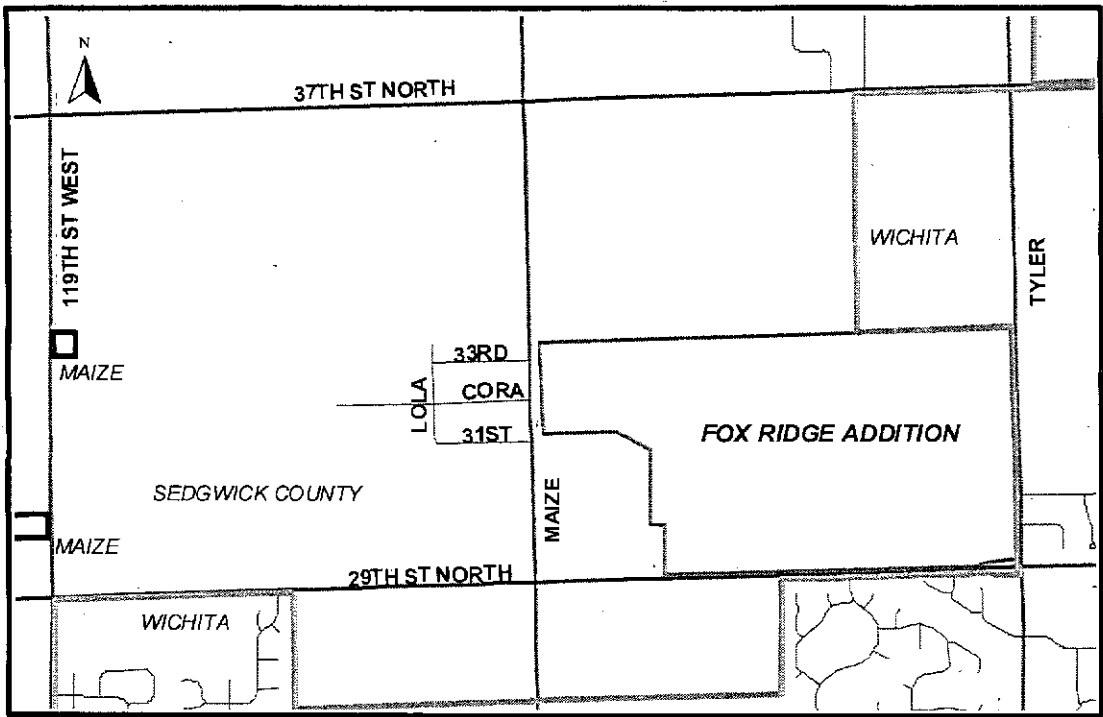 N
37TH ST NORTH
119TH ST WEST
WICHITA
TYLER
33RD
MAIZE
LOLA
CORA
31ST
FOX RIDGE ADDITION
SEDGWICK COUNTY
MAIZE
MAIZE
29TH ST NORTH
WICHITA